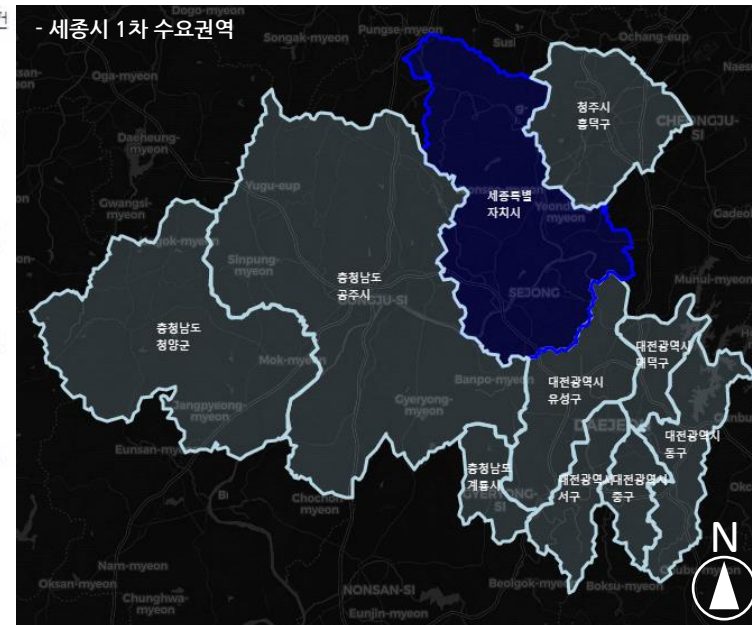 - 세종시 1차 수요권역
Dogo-myeon
Pungse-myeon
Songak-myeon
Susi
Ochang-eup
Oga-myeon
청주시
흥덕구
CHEONGJU-
SI
Daeheung-
myeon
Yugu-eup
세종특별
자치시
Gwangsi-
myeon
Sinpung-
myeon
충청남도
공주시
SEJONG
Munui-myeon
충청남도
청양군
Mok-myeon
대전광역시
대덕구
Banpo-myeon
대전광역시
유성구
Jangpyeong-
myeon
Gyeryong-
myeon
DAEJEON
대전광역시
동구
Eunsan-myeon
충청남도
계룡시
GYERYONG-
SI
대전광역시
서구
대전광역시
중구
Chochon-
myeon
N
Nam-myeon
Oksan-myeon
Chunghwa-
myeon
NONSAN-SI
Beolgok-myeon
Boksu-myeon
Eunjin-myeon